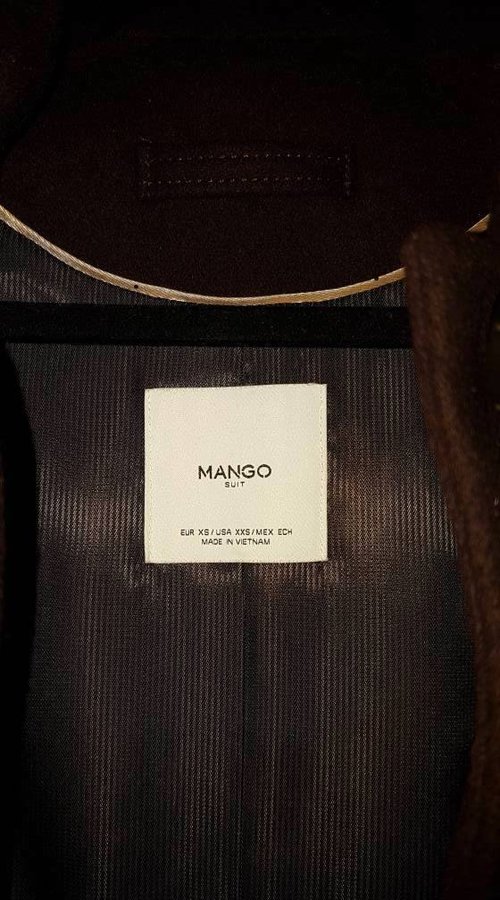 MANGO
SUIT
EUR XS / USA XXS / MEX ECH
MADE IN VIETNAM